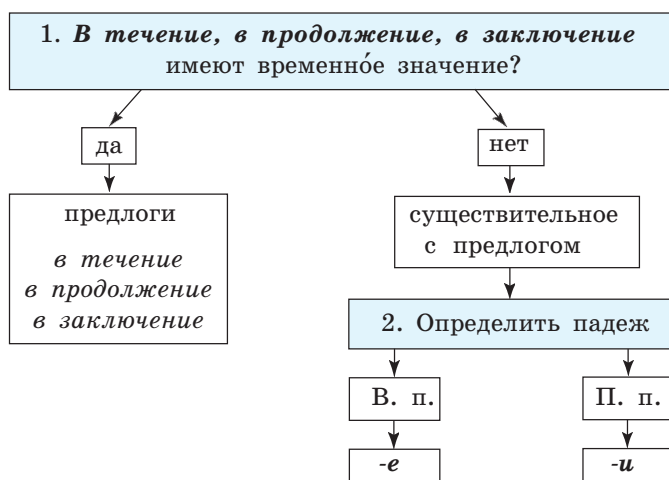 1. В течение, в продолжение, в заключение
имеют временно́е значение?
да
нет
предлоги
в течение
в продолжение
в заключение
существительное
с предлогом
2. Определить падеж
В. п.
П. п.
-е
-и